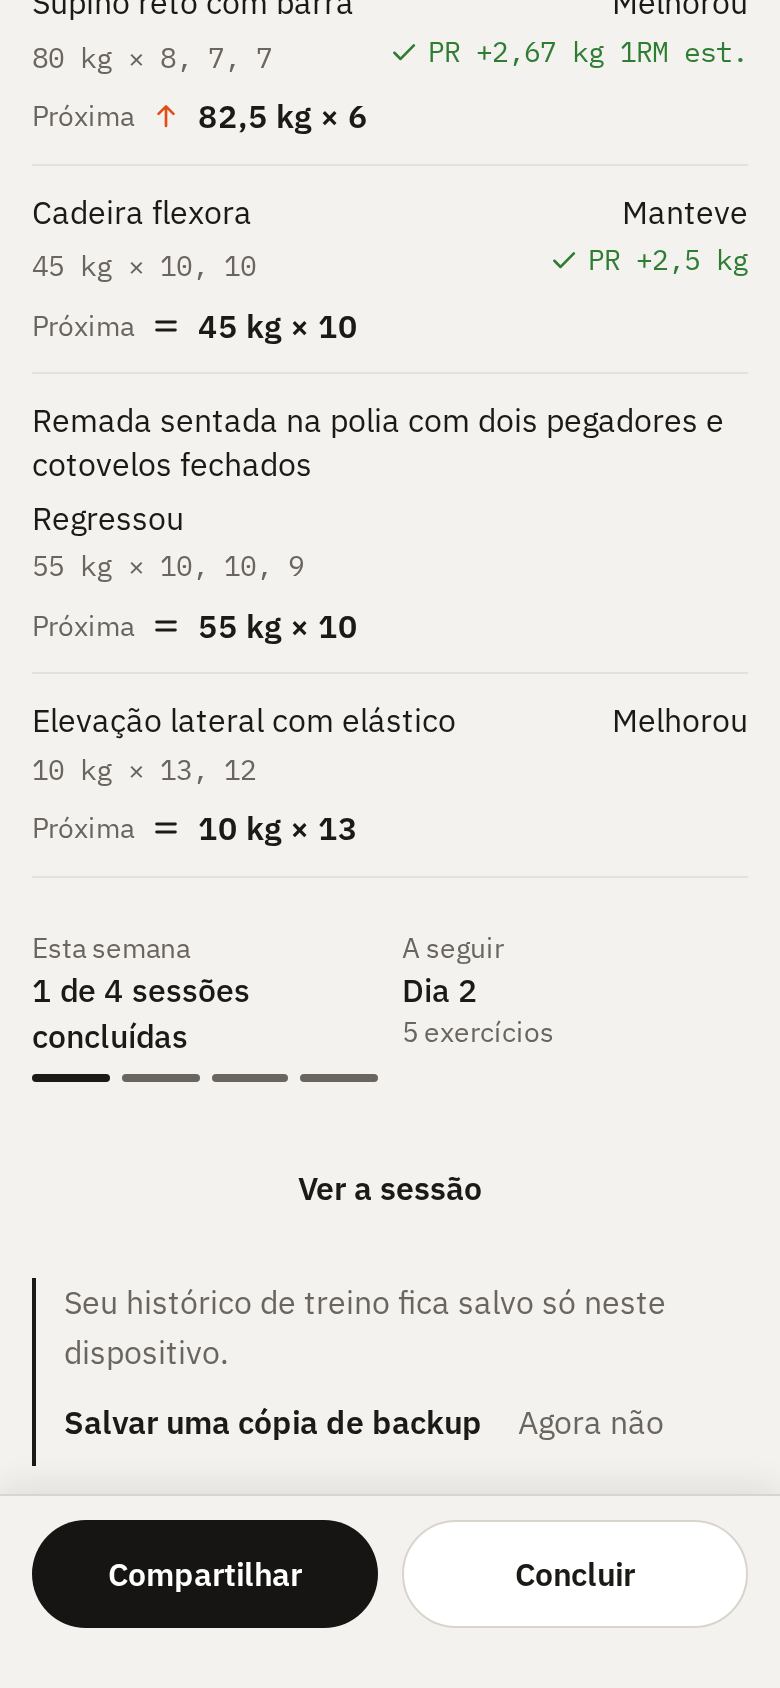 Supino reto com barra
Melhorou
80 kg × 8, 7, 7
✓ PR +2,67 kg 1RM est.
Próxima ↑ 82,5 kg × 6
Cadeira flexora
Manteve
45 kg × 10, 10
✓ PR +2,5 kg
Próxima = 45 kg × 10
Remada sentada na polia com dois pegadores e
cotovelos fechados
Regressou
55 kg × 10, 10, 9
Próxima = 55 kg × 10
Elevação lateral com elástico
Melhorou
10 kg × 13, 12
Próxima = 10 kg × 13
Esta semana
1 de 4 sessões
concluídas
A seguir
Dia 2
5 exercícios
Ver a sessão
Seu histórico de treino fica salvo só neste
dispositivo.
Salvar uma cópia de backup
Agora não
Compartilhar
Concluir